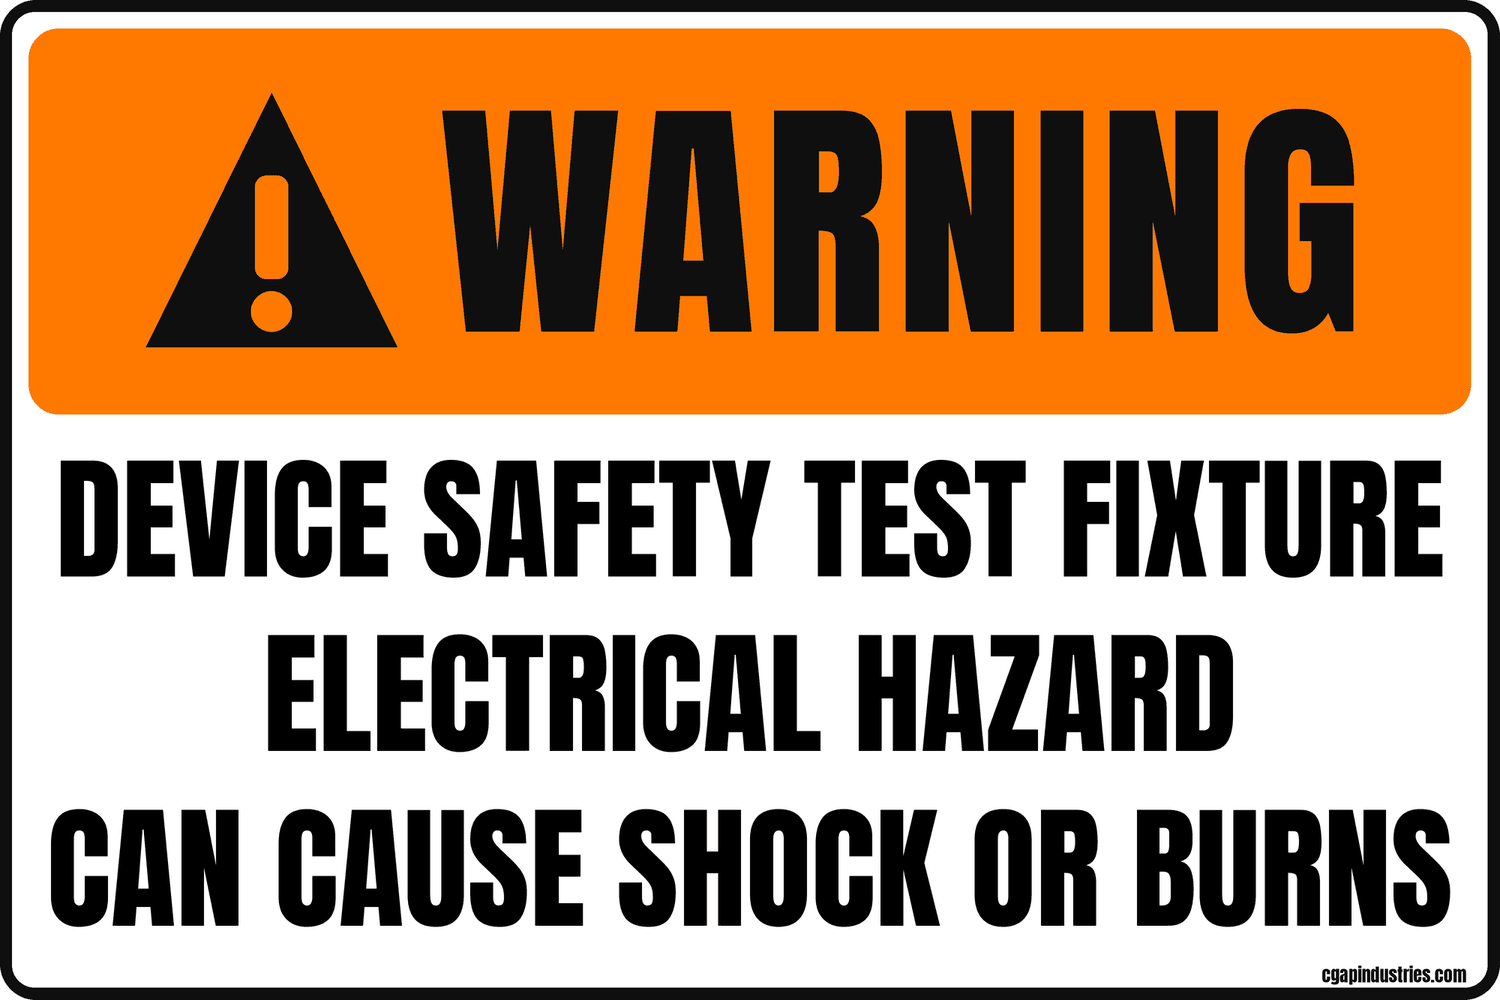 WARNING
DEVICE SAFETY TEST FIXTURE
ELECTRICAL HAZARD
CAN CAUSE SHOCK OR BURNS
cgapindustries.com